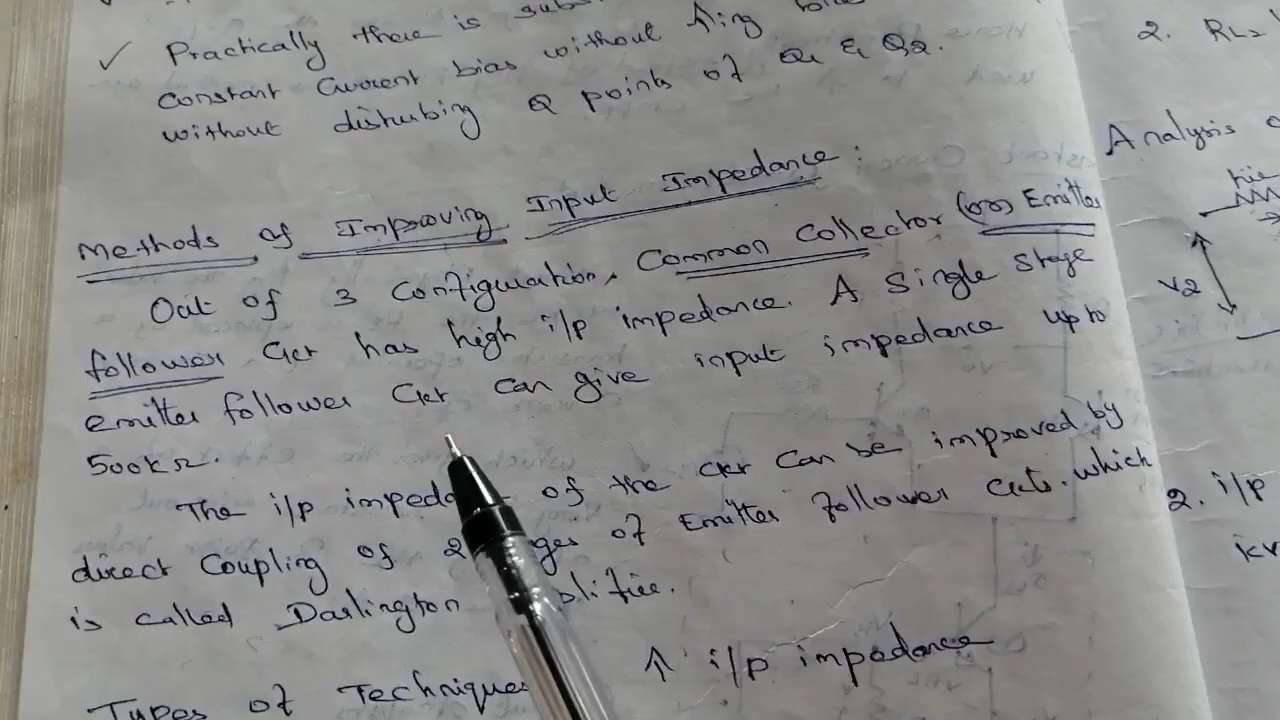 ✓ Practically there is
constant Current bias without
without disturbing Q points of Q1 & Q2.
Methods of Improving Input Impedance:
Out of 3 Configuration, Common Collector (or) Emitter
follower Ckt has high i/p impedance. A Single Stage
emitter follower Ckt can give input impedance up to
500kΩ.
The i/p of the ckt can be improved by
direct Coupling of 2 of Emitter follower ckts. which
is called Darlington
Types of Techniques ↑ i/p impedance
2. RL2
Analysis
hie
V2
2. i/p